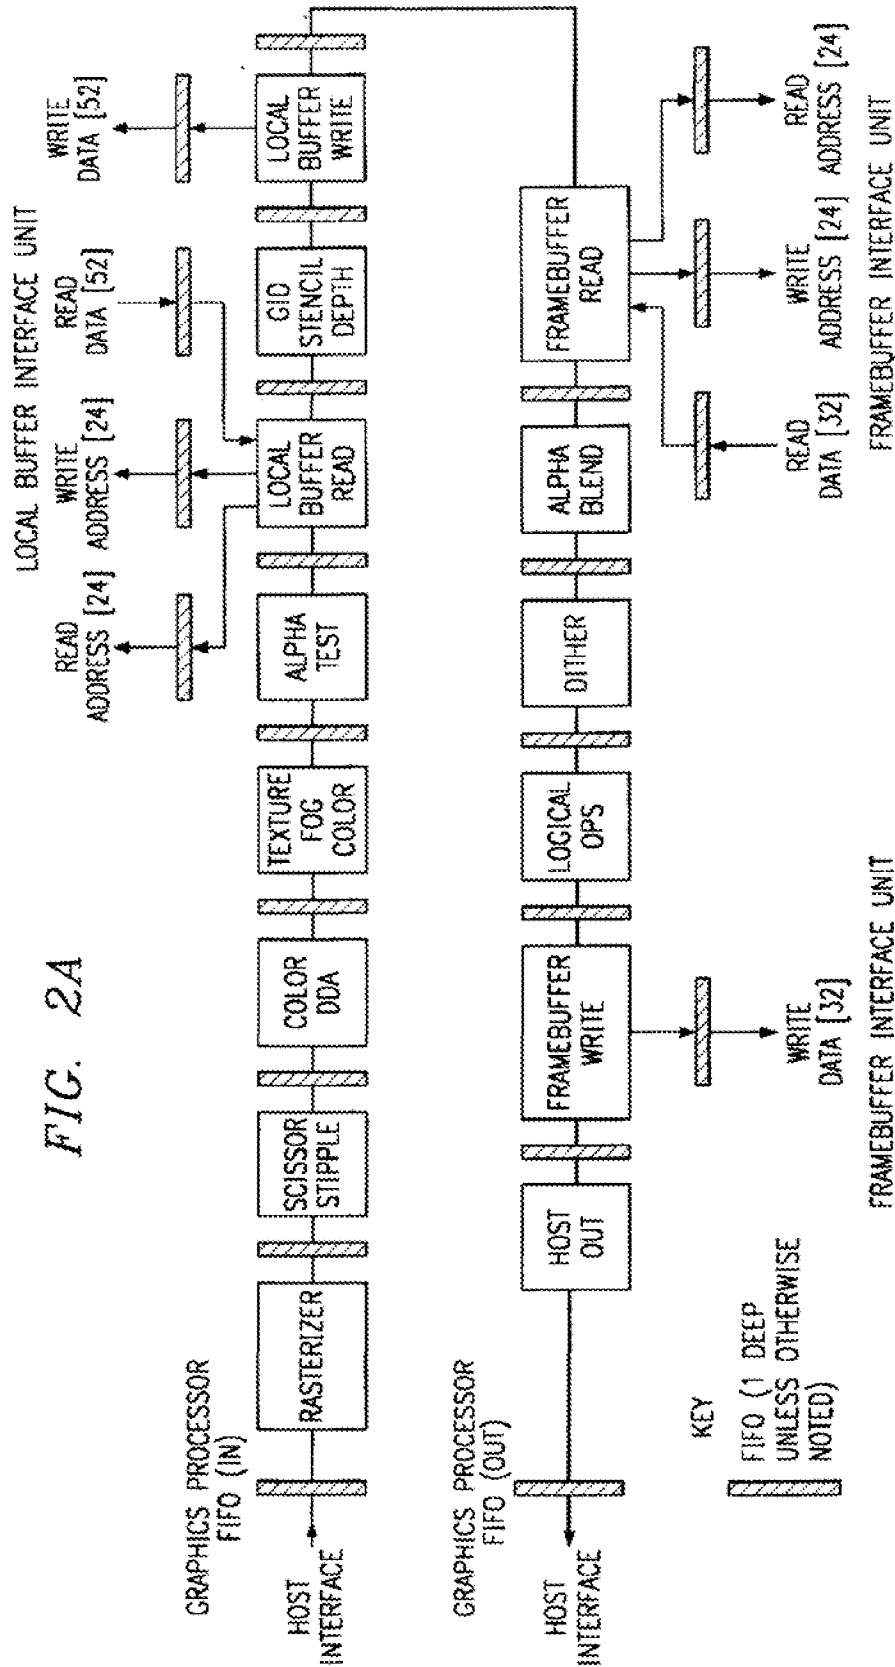 FIG. 2A
LOCAL BUFFER INTERFACE UNIT
READ
ADDRESS [24]
WRITE
ADDRESS [24]
READ
DATA [52]
WRITE
DATA [52]
GRAPHICS PROCESSOR
FIFO (IN)
HOST
INTERFACE
RASTERIZER
SCISSOR
STIPPLE
COLOR
DDA
TEXTURE
FOG
COLOR
ALPHA
TEST
LOCAL
BUFFER
READ
GID
STENCIL
DEPTH
LOCAL
BUFFER
WRITE
GRAPHICS PROCESSOR
FIFO (OUT)
HOST
INTERFACE
HOST
OUT
FRAMEBUFFER
WRITE
LOGICAL
OPS
DITHER
ALPHA
BLEND
FRAMEBUFFER
READ
KEY
FIFO (1 DEEP
UNLESS OTHERWISE
NOTED)
WRITE
DATA [32]
FRAMEBUFFER INTERFACE UNIT
READ
DATA [32]
WRITE
ADDRESS [24]
READ
ADDRESS [24]
FRAMEBUFFER INTERFACE UNIT